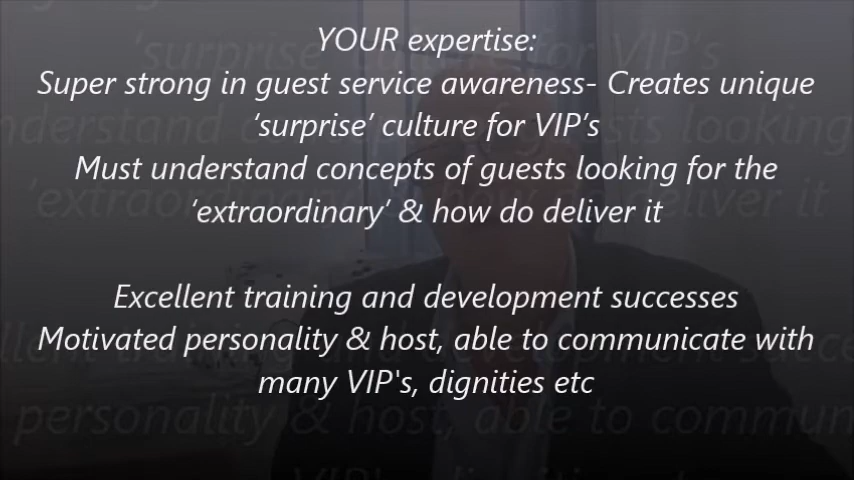 YOUR expertise:
Super strong in guest service awareness- Creates unique
‘surprise’ culture for VIP’s
Must understand concepts of guests looking for the
‘extraordinary’ & how do deliver it
Excellent training and development successes
Motivated personality & host, able to communicate with
many VIP's, dignities etc